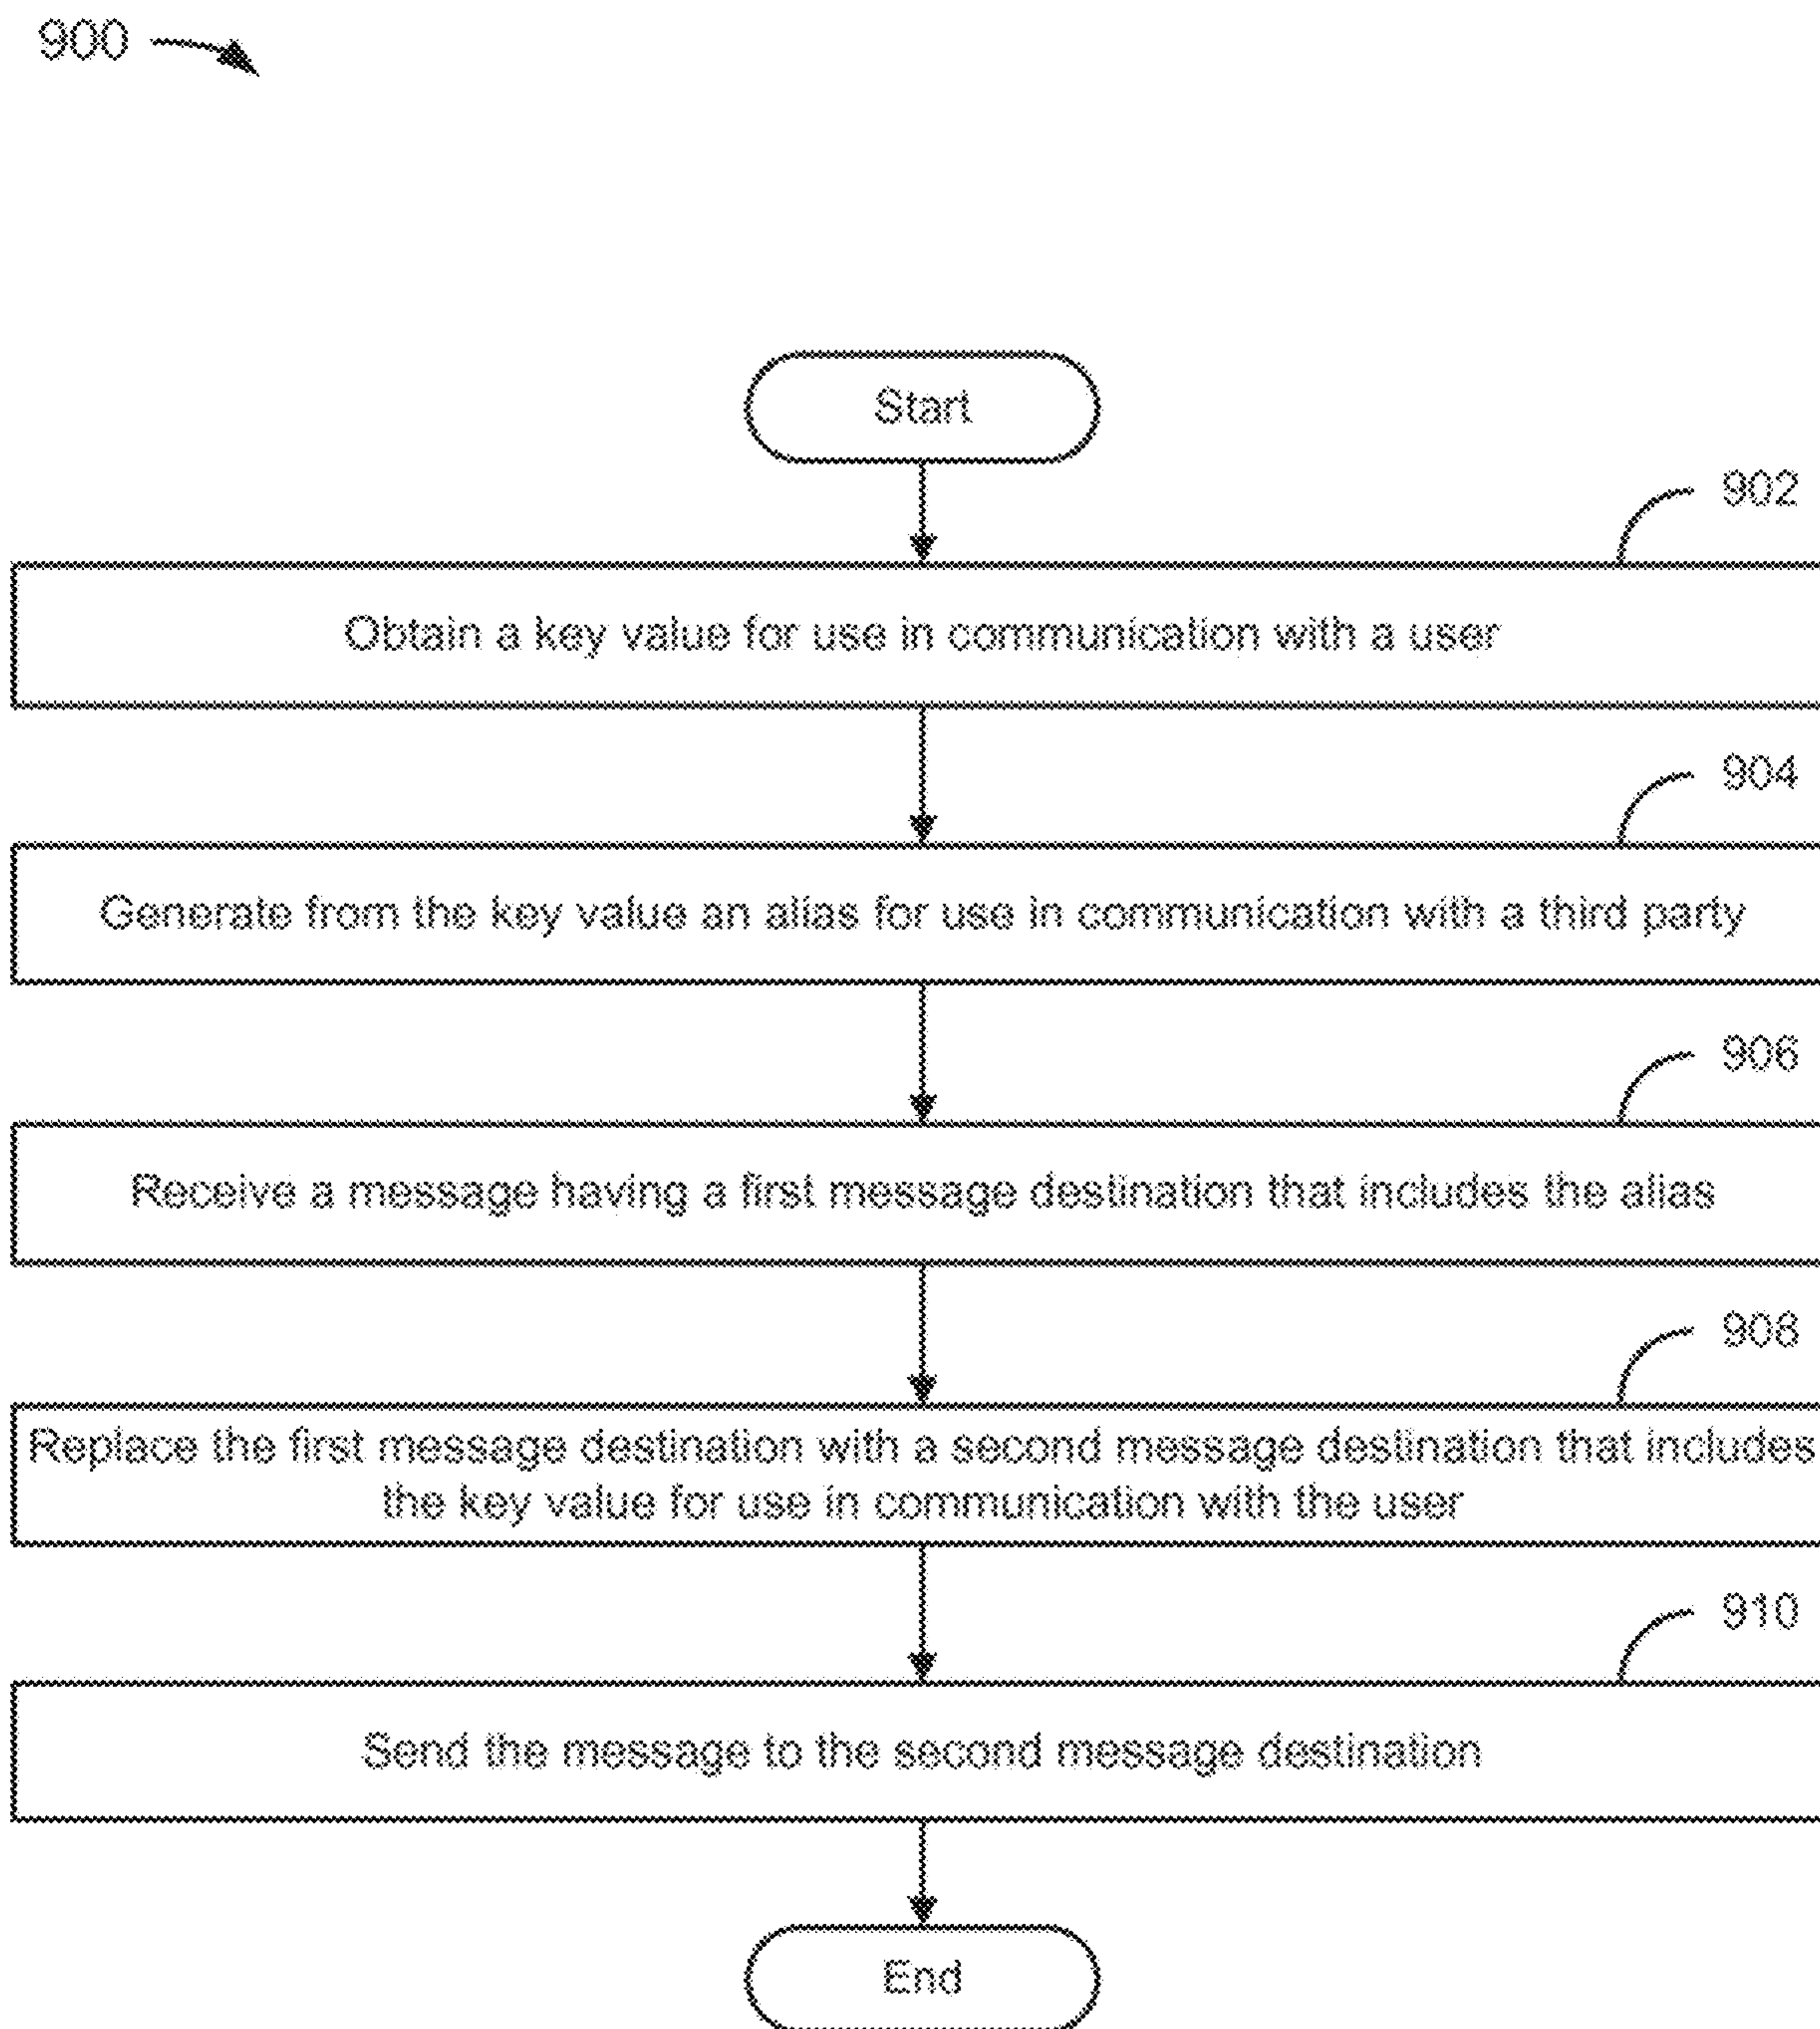 900
Start
902
Obtain a key value for use in communication with a user
904
Generate from the key value an alias for use in communication with a third party
906
Receive a message having a first message destination that includes the alias
908
Replace the first message destination with a second message destination that includes
the key value for use in communication with the user
910
Send the message to the second message destination
End